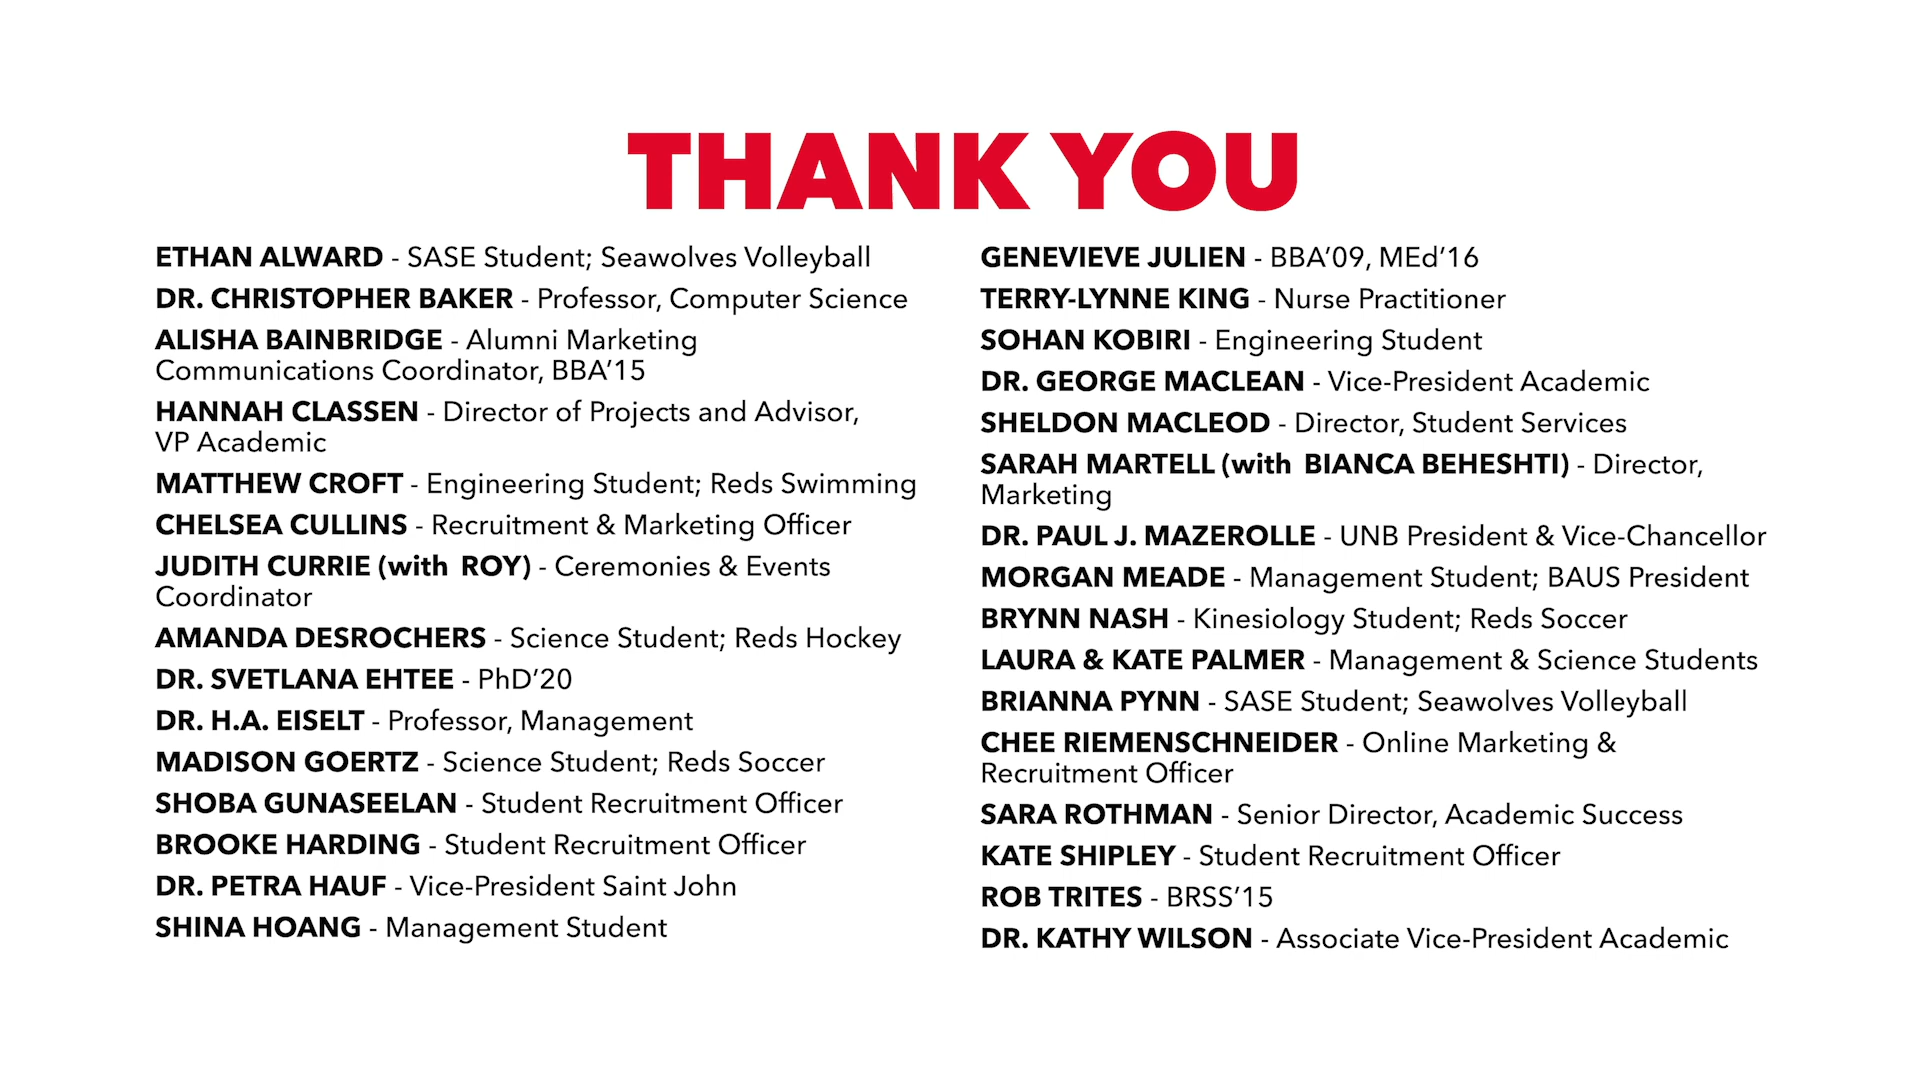 THANK YOU
ETHAN ALWARD - SASE Student; Seawolves Volleyball
DR. CHRISTOPHER BAKER - Professor, Computer Science
ALISHA BAINBRIDGE - Alumni Marketing
Communications Coordinator, BBA’15
HANNAH CLASSEN - Director of Projects and Advisor,
VP Academic
MATTHEW CROFT - Engineering Student; Reds Swimming
CHELSEA CULLINS - Recruitment & Marketing Officer
JUDITH CURRIE (with ROY) - Ceremonies & Events
Coordinator
AMANDA DESROCHERS - Science Student; Reds Hockey
DR. SVETLANA EHTEE - PhD’20
DR. H.A. EISELT - Professor, Management
MADISON GOERTZ - Science Student; Reds Soccer
SHOBA GUNASEELAN - Student Recruitment Officer
BROOKE HARDING - Student Recruitment Officer
DR. PETRA HAUF - Vice-President Saint John
SHINA HOANG - Management Student
GENEVIEVE JULIEN - BBA’09, MEd’16
TERRY-LYNNE KING - Nurse Practitioner
SOHAN KOBIRI - Engineering Student
DR. GEORGE MACLEAN - Vice-President Academic
SHELDON MACLEOD - Director, Student Services
SARAH MARTELL (with BIANCA BEHESHTI) - Director,
Marketing
DR. PAUL J. MAZEROLLE - UNB President & Vice-Chancellor
MORGAN MEADE - Management Student; BAUS President
BRYNN NASH - Kinesiology Student; Reds Soccer
LAURA & KATE PALMER - Management & Science Students
BRIANNA PYNN - SASE Student; Seawolves Volleyball
CHEE RIEMENSCHNEIDER - Online Marketing &
Recruitment Officer
SARA ROTHMAN - Senior Director, Academic Success
KATE SHIPLEY - Student Recruitment Officer
ROB TRITES - BRSS’15
DR. KATHY WILSON - Associate Vice-President Academic